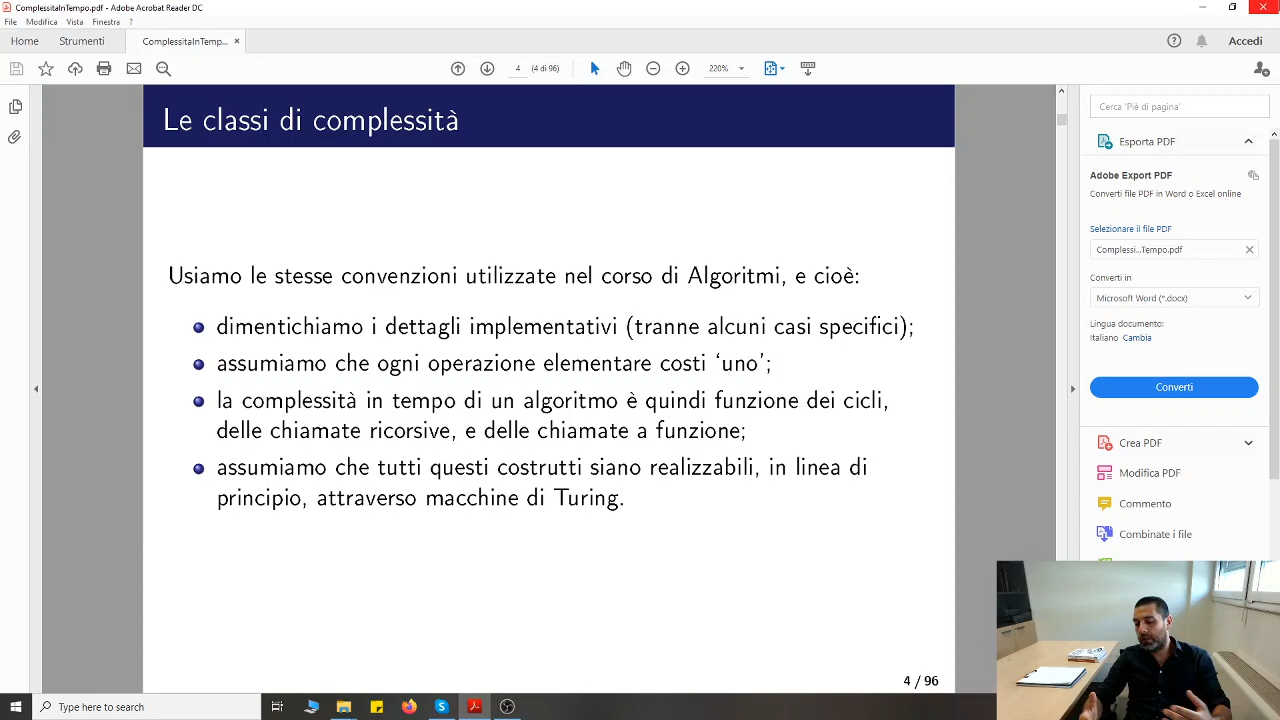 ComplessitaInTempo.pdf - Adobe Acrobat Reader DC
File Modifica Vista Finestra ?
Home Strumenti ComplessitaInTemp... × Accedi
4 (4 di 96) 220%
Le classi di complessità
Usiamo le stesse convenzioni utilizzate nel corso di Algoritmi, e cioè:
dimentichiamo i dettagli implementativi (tranne alcuni casi specifici);
assumiamo che ogni operazione elementare costi ‘uno’;
la complessità in tempo di un algoritmo è quindi funzione dei cicli,
delle chiamate ricorsive, e delle chiamate a funzione;
assumiamo che tutti questi costrutti siano realizzabili, in linea di
principio, attraverso macchine di Turing.
4 / 96
Cerca 'Piè di pagina'
Esporta PDF
Adobe Export PDF
Converti file PDF in Word o Excel online.
Selezionare il file PDF
Complessi...Tempo.pdf
Converti in
Microsoft Word (*.docx)
Lingua documento:
Italiano Cambia
Converti
Crea PDF
Modifica PDF
Commento
Combinate i file
Type here to search